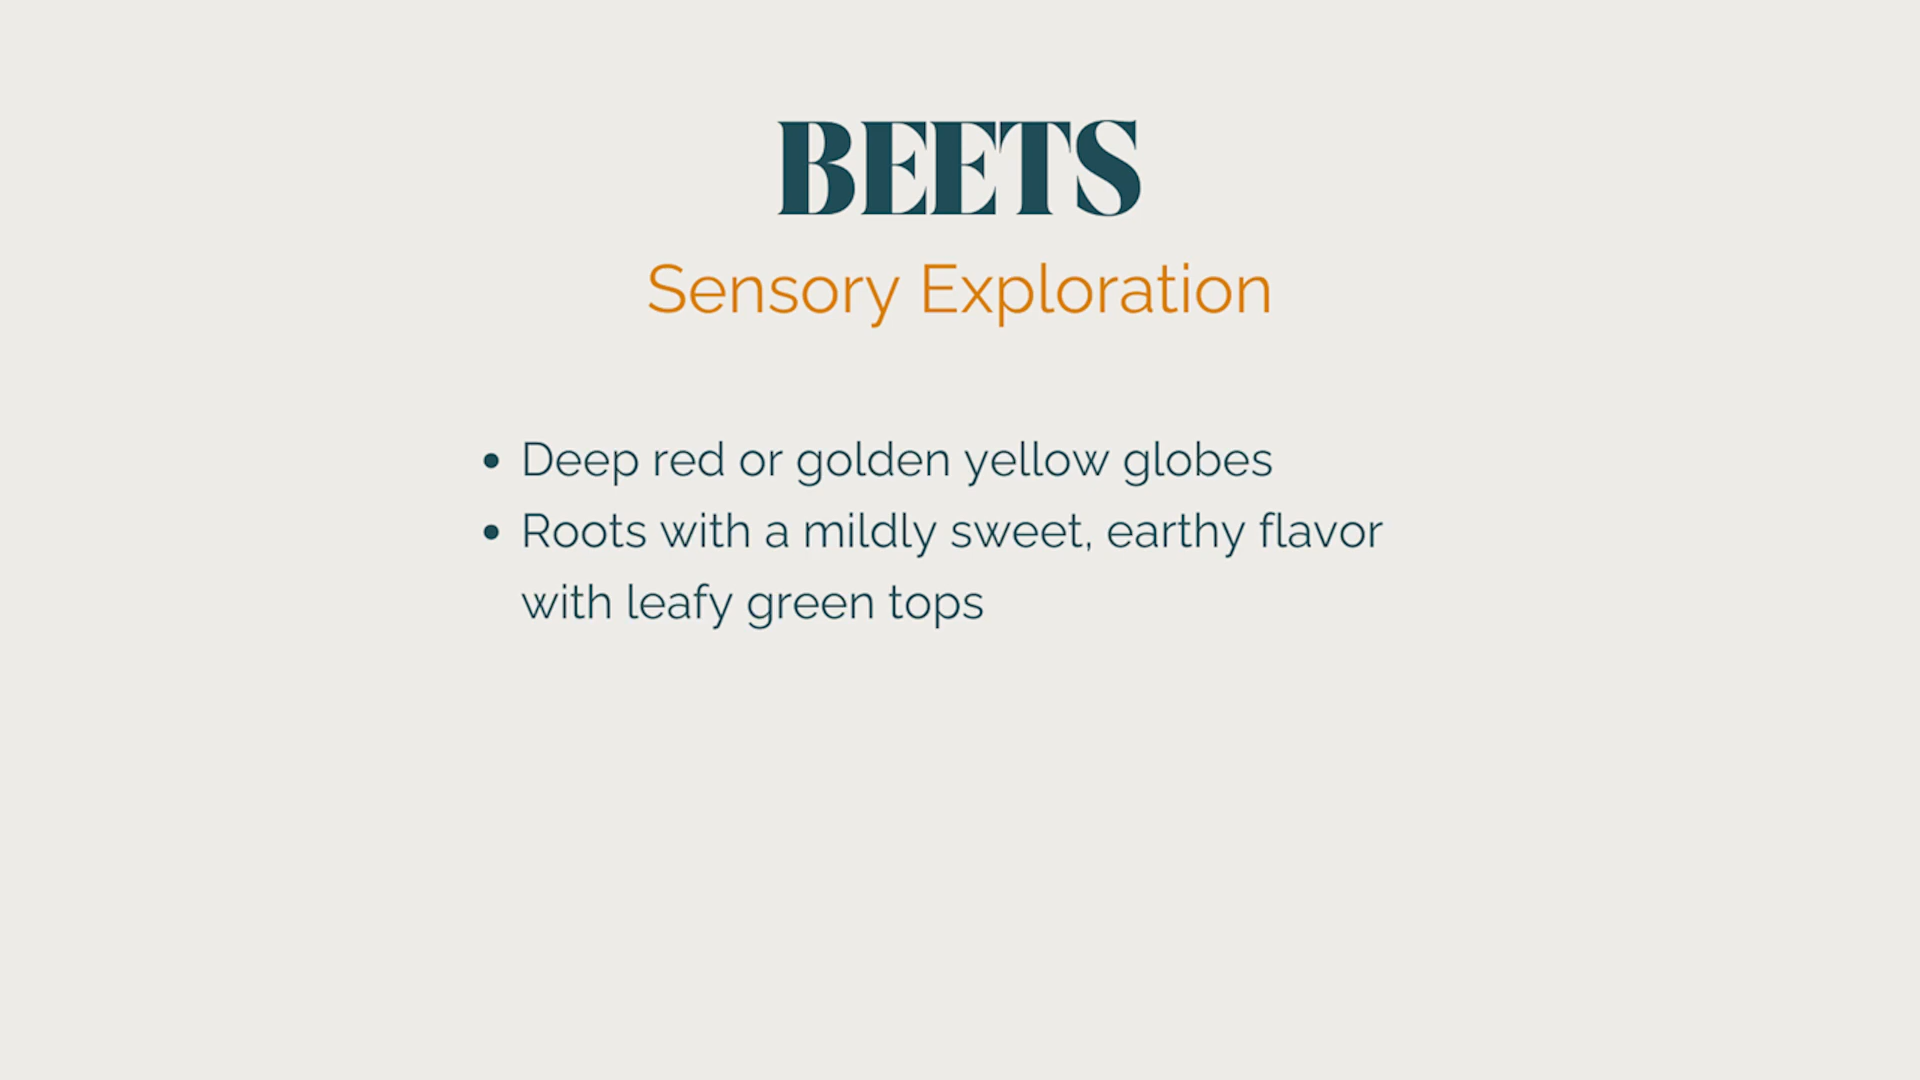 BEETS
Sensory Exploration
• Deep red or golden yellow globes
• Roots with a mildly sweet, earthy flavor
with leafy green tops